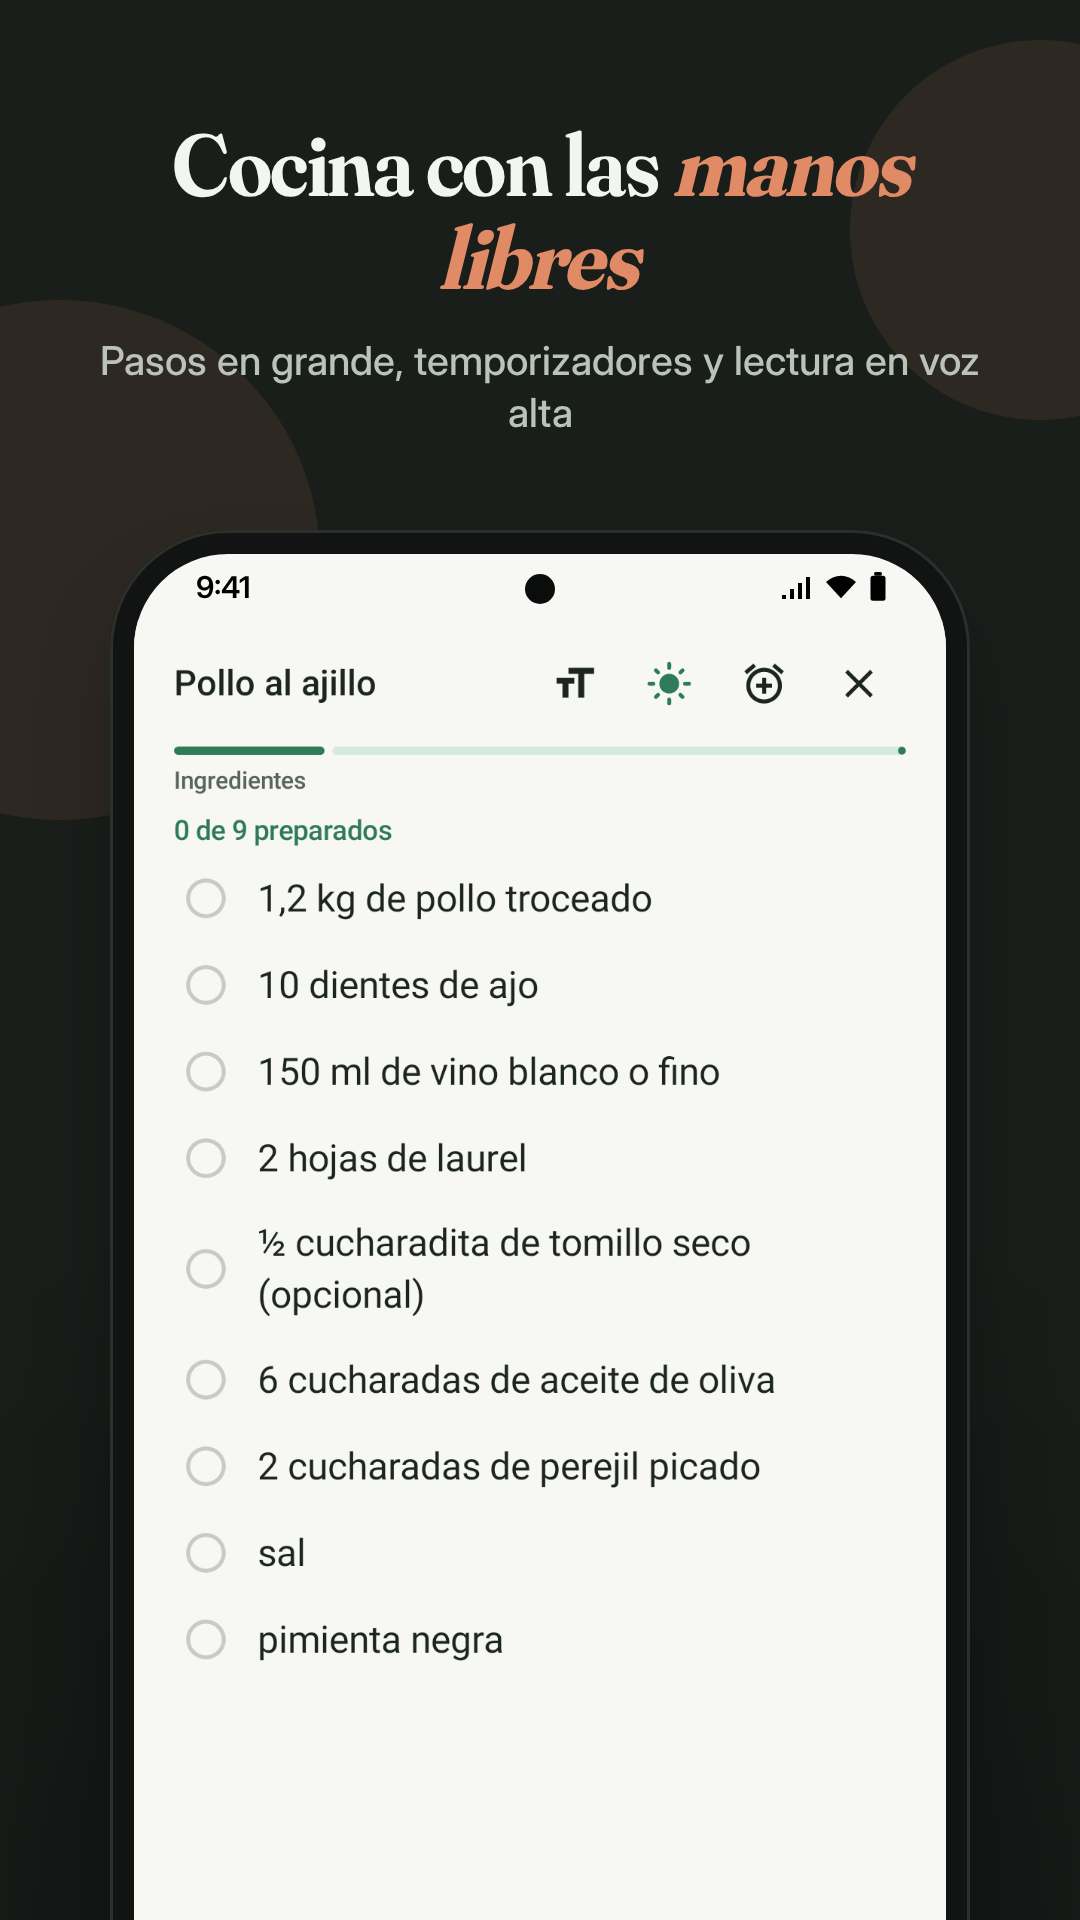 Cocina con las manos
libres
Pasos en grande, temporizadores y lectura en voz
alta
9:41
Pollo al ajillo
Ingredientes
0 de 9 preparados
1,2 kg de pollo troceado
10 dientes de ajo
150 ml de vino blanco o fino
2 hojas de laurel
½ cucharadita de tomillo seco
(opcional)
6 cucharadas de aceite de oliva
2 cucharadas de perejil picado
sal
pimienta negra